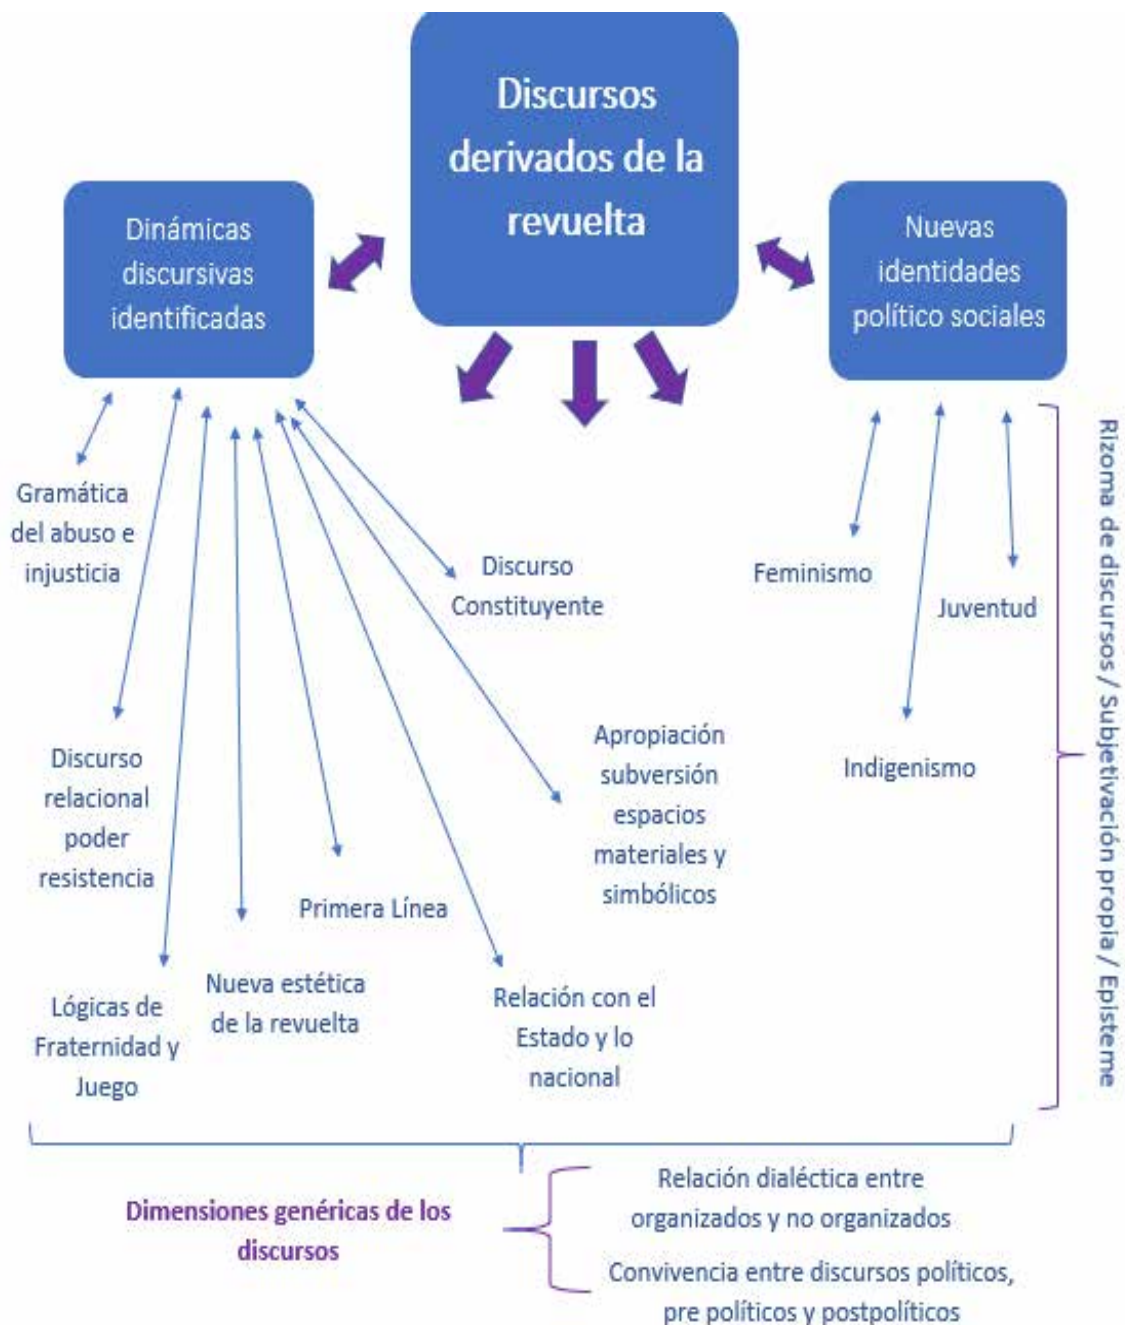 Discursos
derivados de la
revuelta
Dinámicas
discursivas
identificadas
Nuevas
identidades
político sociales
Gramática
del abuso e
injusticia
Discurso
Constituyente
Feminismo
Juventud
Discurso
relacional
poder
resistencia
Apropiación
subversión
espacios
materiales y
simbólicos
Indigenismo
Primera Línea
Lógicas de
Fraternidad y
Juego
Nueva estética
de la revuelta
Relación con el
Estado y lo
nacional
Rizoma de discursos / Subjetivación propia / Episteme
Dimensiones genéricas de los
discursos
Relación dialéctica entre
organizados y no organizados
Convivencia entre discursos políticos,
pre políticos y postpolíticos